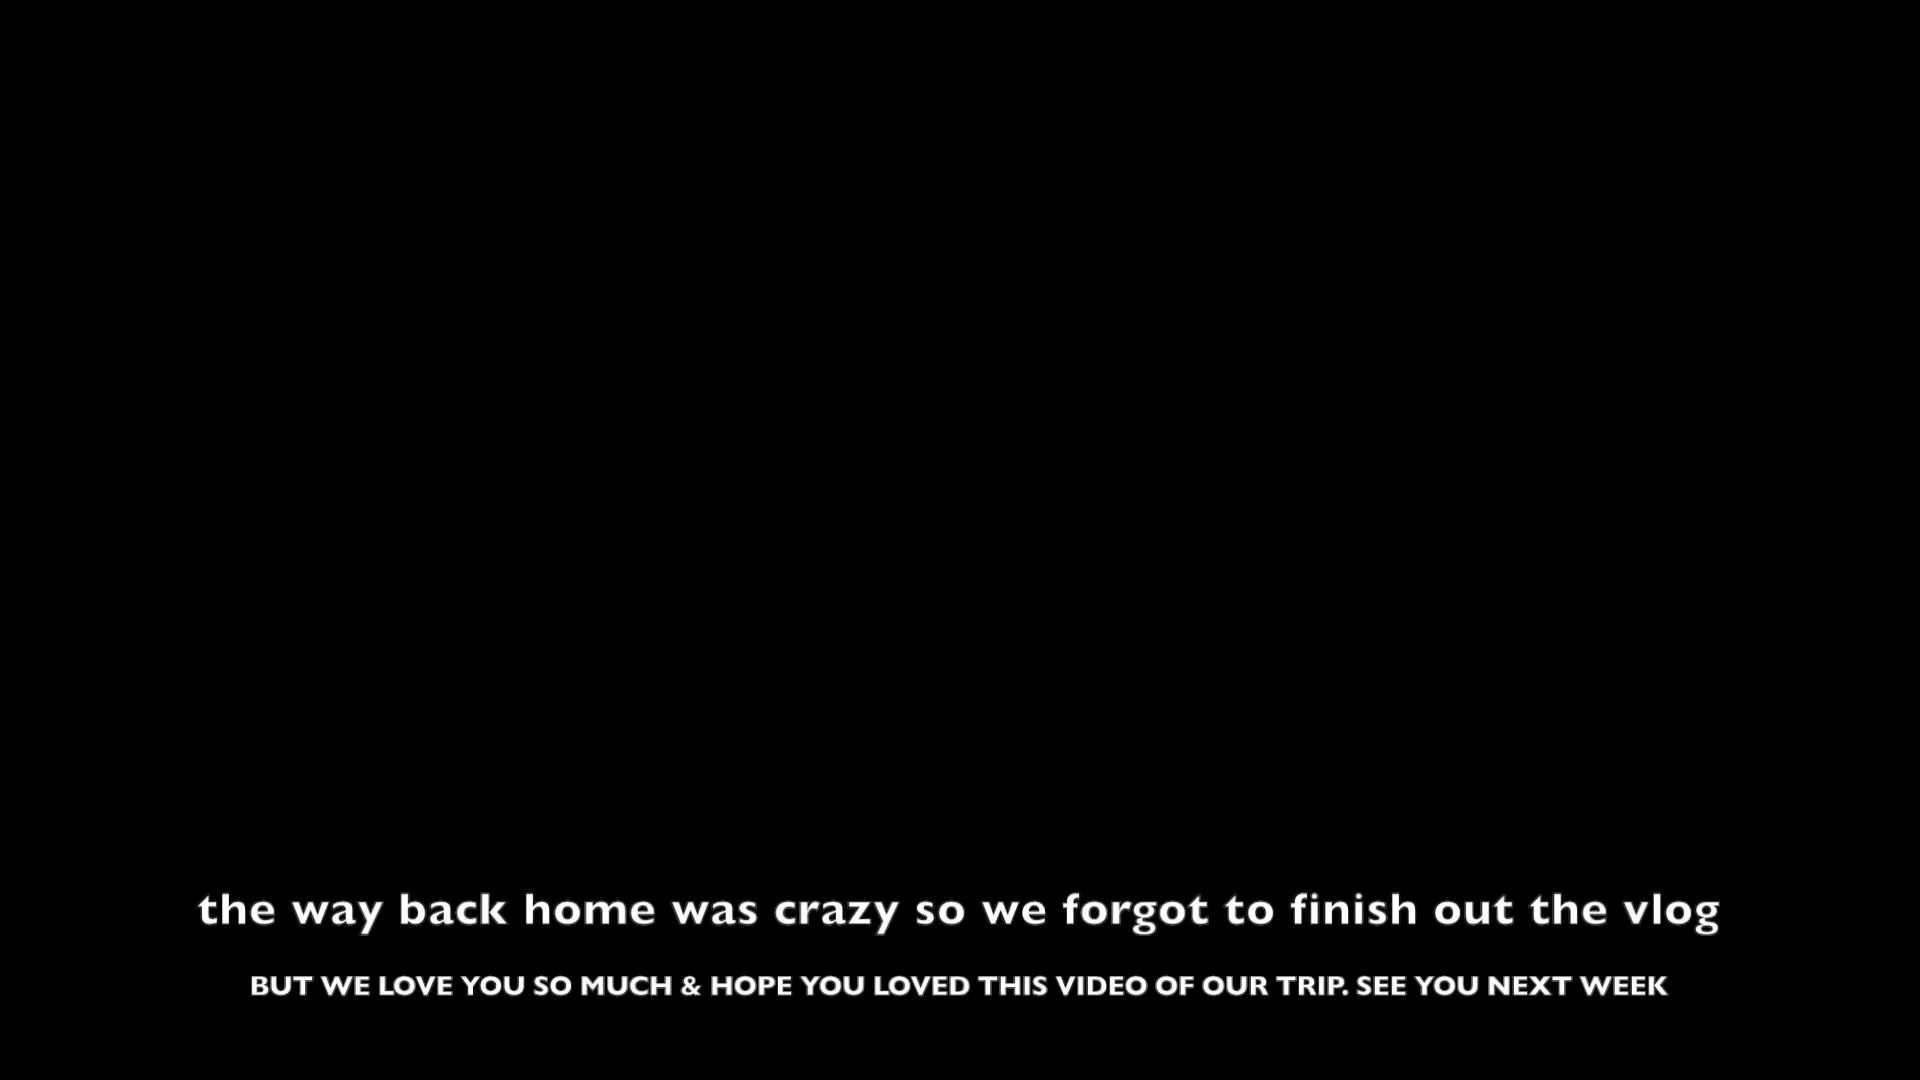 the way back home was crazy so we forgot to finish out the vlog
BUT WE LOVE YOU SO MUCH & HOPE YOU LOVED THIS VIDEO OF OUR TRIP. SEE YOU NEXT WEEK